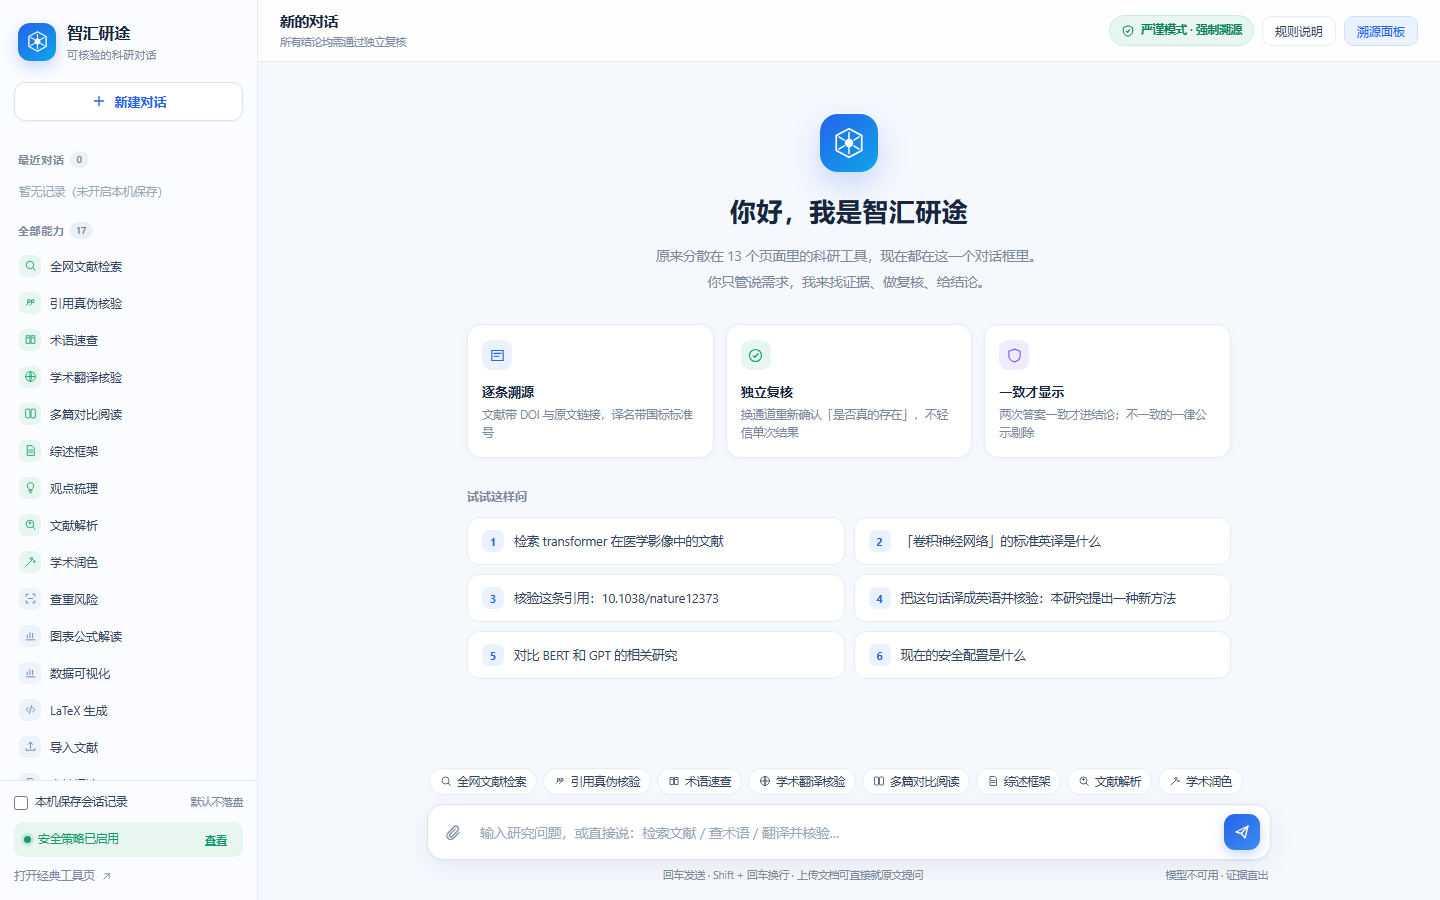 智汇研途
可核验的科研对话
新建对话
最近对话 0
暂无记录（未开启本机保存）
全部能力 17
全网文献检索
引用真伪核验
术语速查
学术翻译核验
多篇对比阅读
综述框架
观点梳理
文献解析
学术润色
查重风险
图表公式解读
数据可视化
LaTeX 生成
导入文献
本机保存会话记录 默认不落盘
安全策略已启用 查看
打开经典工具页
新的对话
所有结论均需通过独立复核
严谨模式 · 强制溯源
规则说明
溯源面板
你好，我是智汇研途
原来分散在 13 个页面里的科研工具，现在都在这一个对话框里。
你只管说需求，我来找证据、做复核、给结论。
逐条溯源
文献带 DOI 与原文链接，译名带国标标准
号
独立复核
换通道重新确认「是否真的存在」，不轻
信单次结果
一致才显示
两次答案一致才进结论；不一致的一律公
示剔除
试试这样问
1 检索 transformer 在医学影像中的文献
2 「卷积神经网络」的标准英译是什么
3 核验这条引用：10.1038/nature12373
4 把这句话译成英语并核验：本研究提出一种新方法
5 对比 BERT 和 GPT 的相关研究
6 现在的安全配置是什么
全网文献检索 引用真伪核验 术语速查 学术翻译核验 多篇对比阅读 综述框架 文献解析 学术润色
输入研究问题，或直接说：检索文献 / 查术语 / 翻译并核验...
回车发送 · Shift + 回车换行 · 上传文档可直接就原文提问
模型不可用 · 证据直出